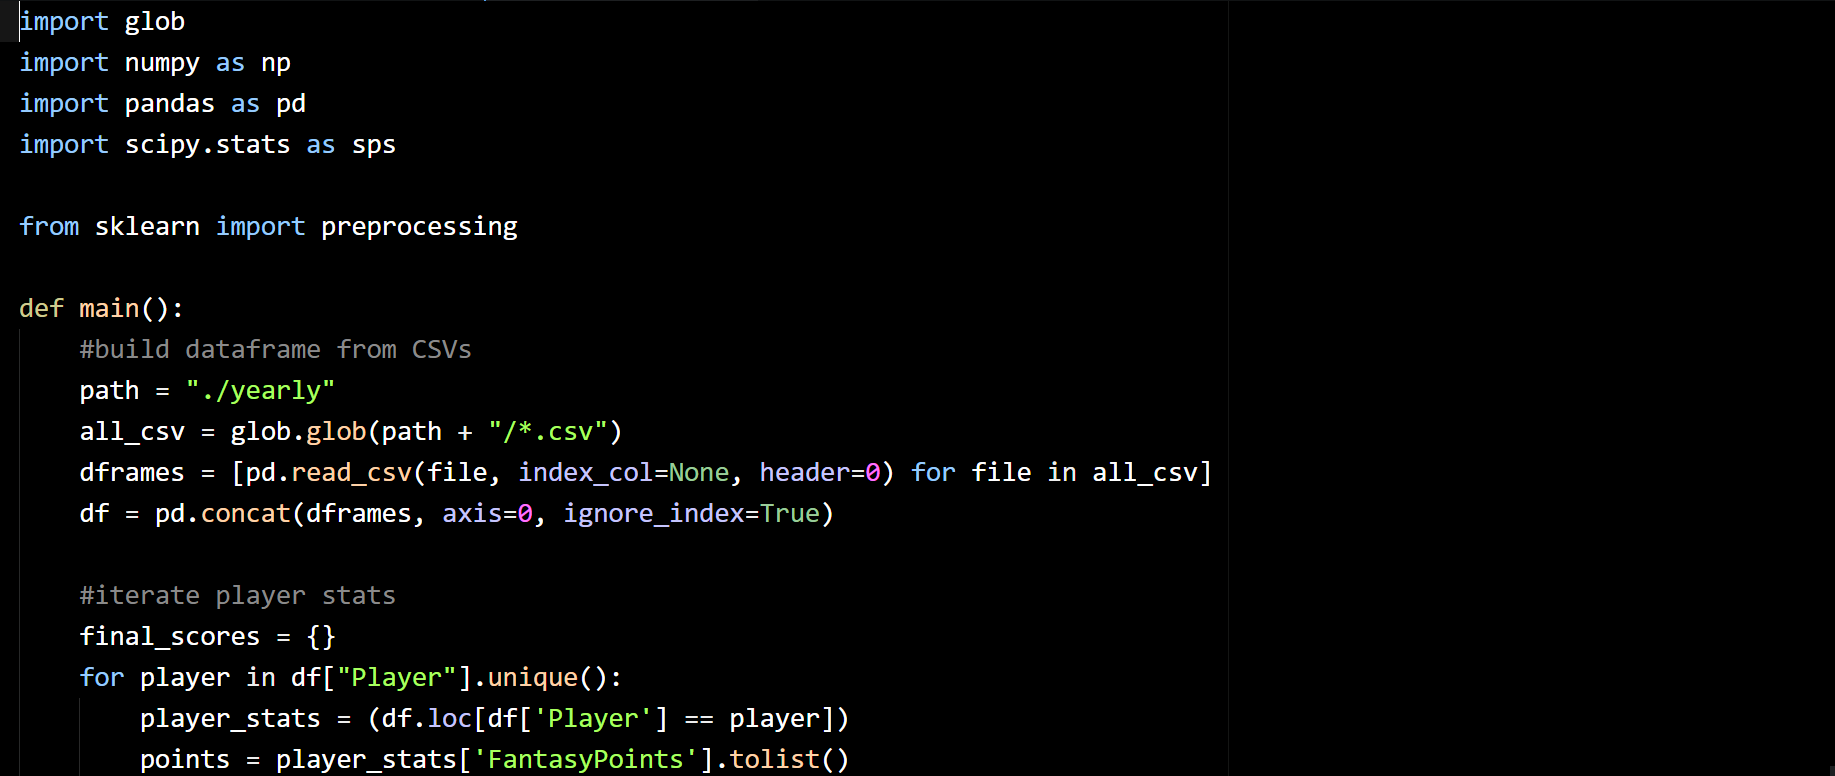 import glob
import numpy as np
import pandas as pd
import scipy.stats as sps
from sklearn import preprocessing
def main():
    #build dataframe from CSVs
    path = "./yearly"
    all_csv = glob.glob(path + "/*.csv")
    dframes = [pd.read_csv(file, index_col=None, header=0) for file in all_csv]
    df = pd.concat(dframes, axis=0, ignore_index=True)
    #iterate player stats
    final_scores = {}
    for player in df["Player"].unique():
        player_stats = (df.loc[df['Player'] == player])
        points = player_stats['FantasyPoints'].tolist()